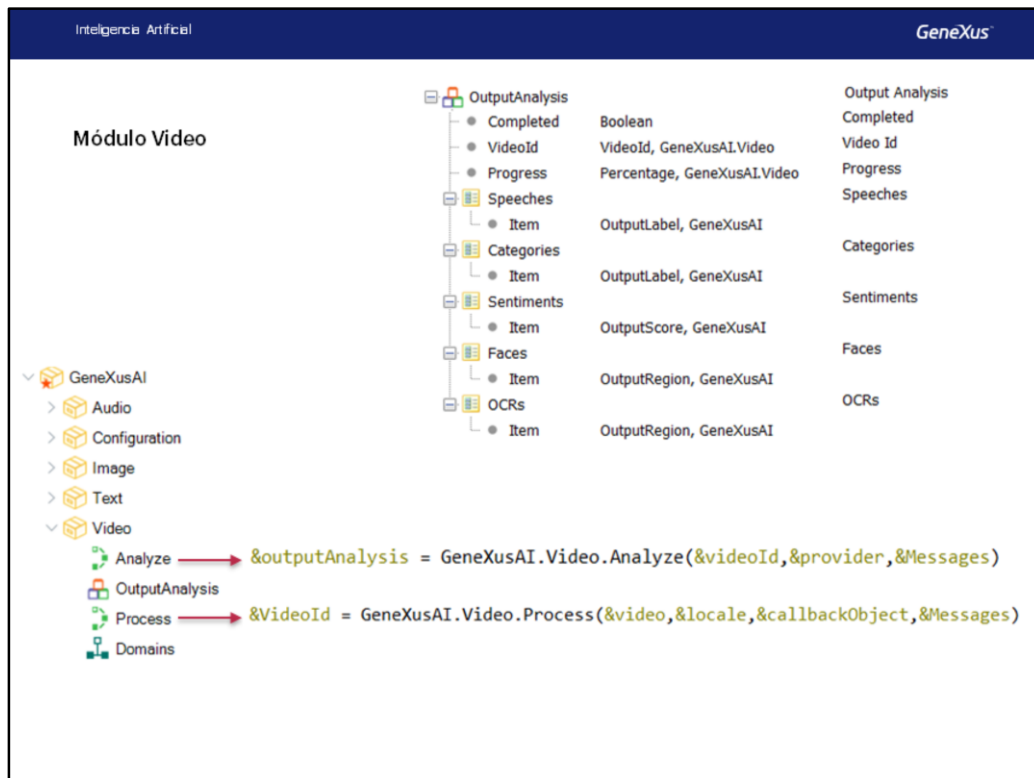 Inteligencia Artificial
GeneXus
Módulo Video
OutputAnalysis Output Analysis
Completed Boolean Completed
VideoId VideoId, GeneXusAI.Video Video Id
Progress Percentage, GeneXusAI.Video Progress
Speeches Speeches
Item OutputLabel, GeneXusAI
Categories Categories
Item OutputLabel, GeneXusAI
Sentiments Sentiments
Item OutputScore, GeneXusAI
Faces Faces
Item OutputRegion, GeneXusAI
OCRs OCRs
Item OutputRegion, GeneXusAI
GeneXusAI
Audio
Configuration
Image
Text
Video
Analyze &outputAnalysis = GeneXusAI.Video.Analyze(&videoId,&provider,&Messages)
OutputAnalysis
Process &VideoId = GeneXusAI.Video.Process(&video,&locale,&callbackObject,&Messages)
Domains